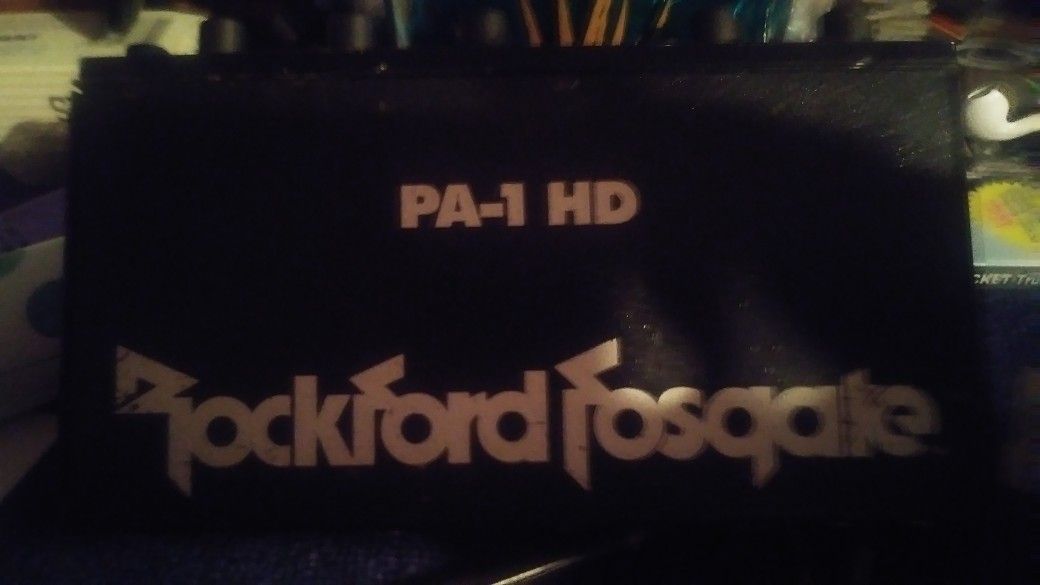 PA-1 HD
Rockford Fosgate